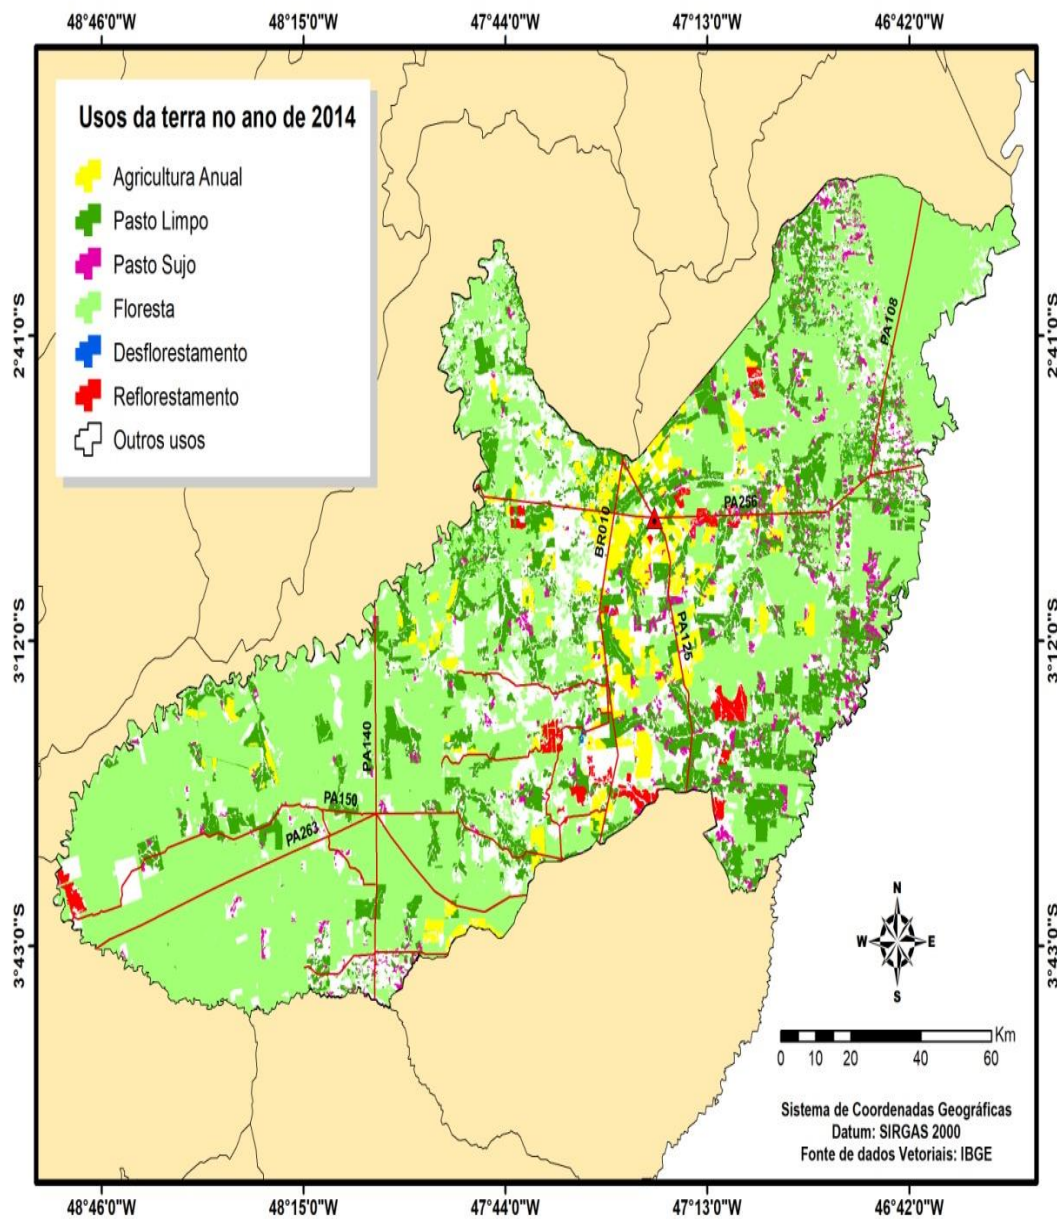 48°46'0"W 48°15'0"W 47°44'0"W 47°13'0"W 46°42'0"W
Usos da terra no ano de 2014
Agricultura Anual
Pasto Limpo
Pasto Sujo
Floresta
Desflorestamento
Reflorestamento
Outros usos
2°41'0"S
2°41'0"S
PA108
PA256
BR010
PA125
3°12'0"S
3°12'0"S
PA140
PA150
PA263
3°43'0"S
3°43'0"S
N
W E
S
Km
0 10 20 40 60
Sistema de Coordenadas Geográficas
Datum: SIRGAS 2000
Fonte de dados Vetoriais: IBGE
48°46'0"W 48°15'0"W 47°44'0"W 47°13'0"W 46°42'0"W